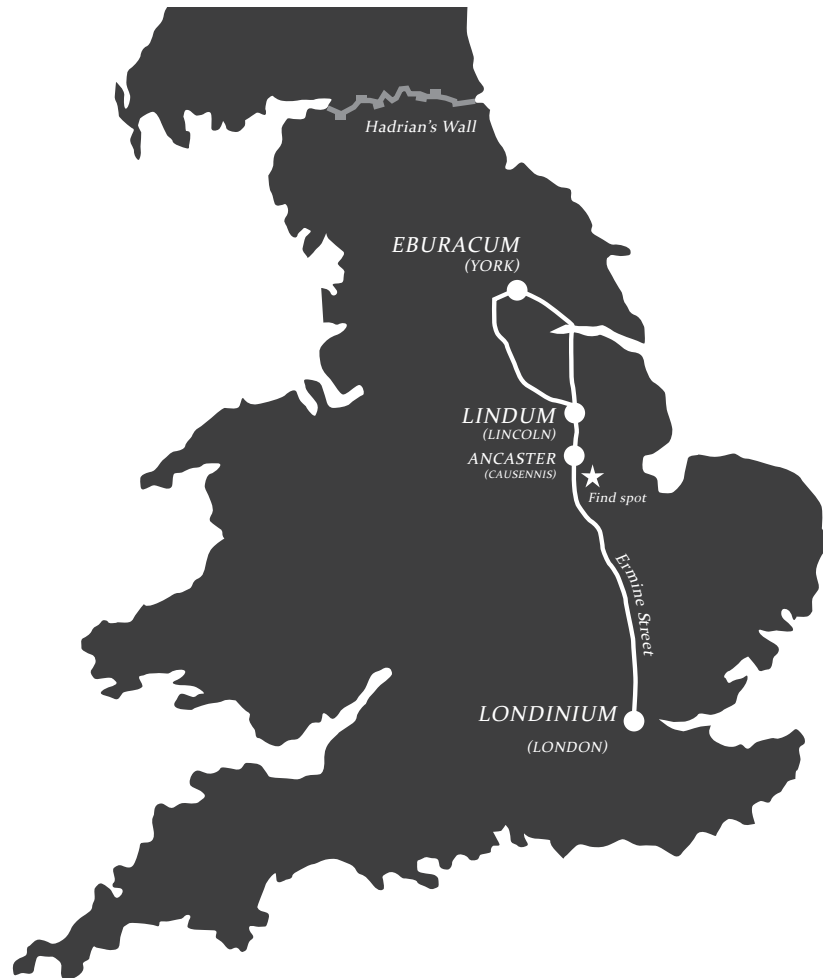 Hadrian's Wall
EBURACUM
(YORK)
LINDUM
(LINCOLN)
ANCASTER
(CAUSENNIS)
Find spot
Ermine Street
LONDINIUM
(LONDON)